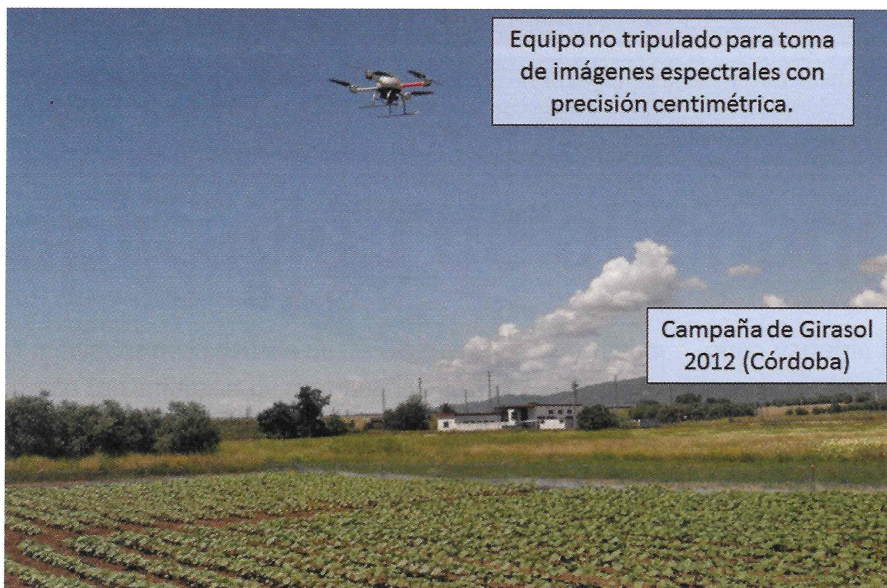 Equipo no tripulado para toma
de imágenes espectrales con
precisión centimétrica.
Campaña de Girasol
2012 (Córdoba)